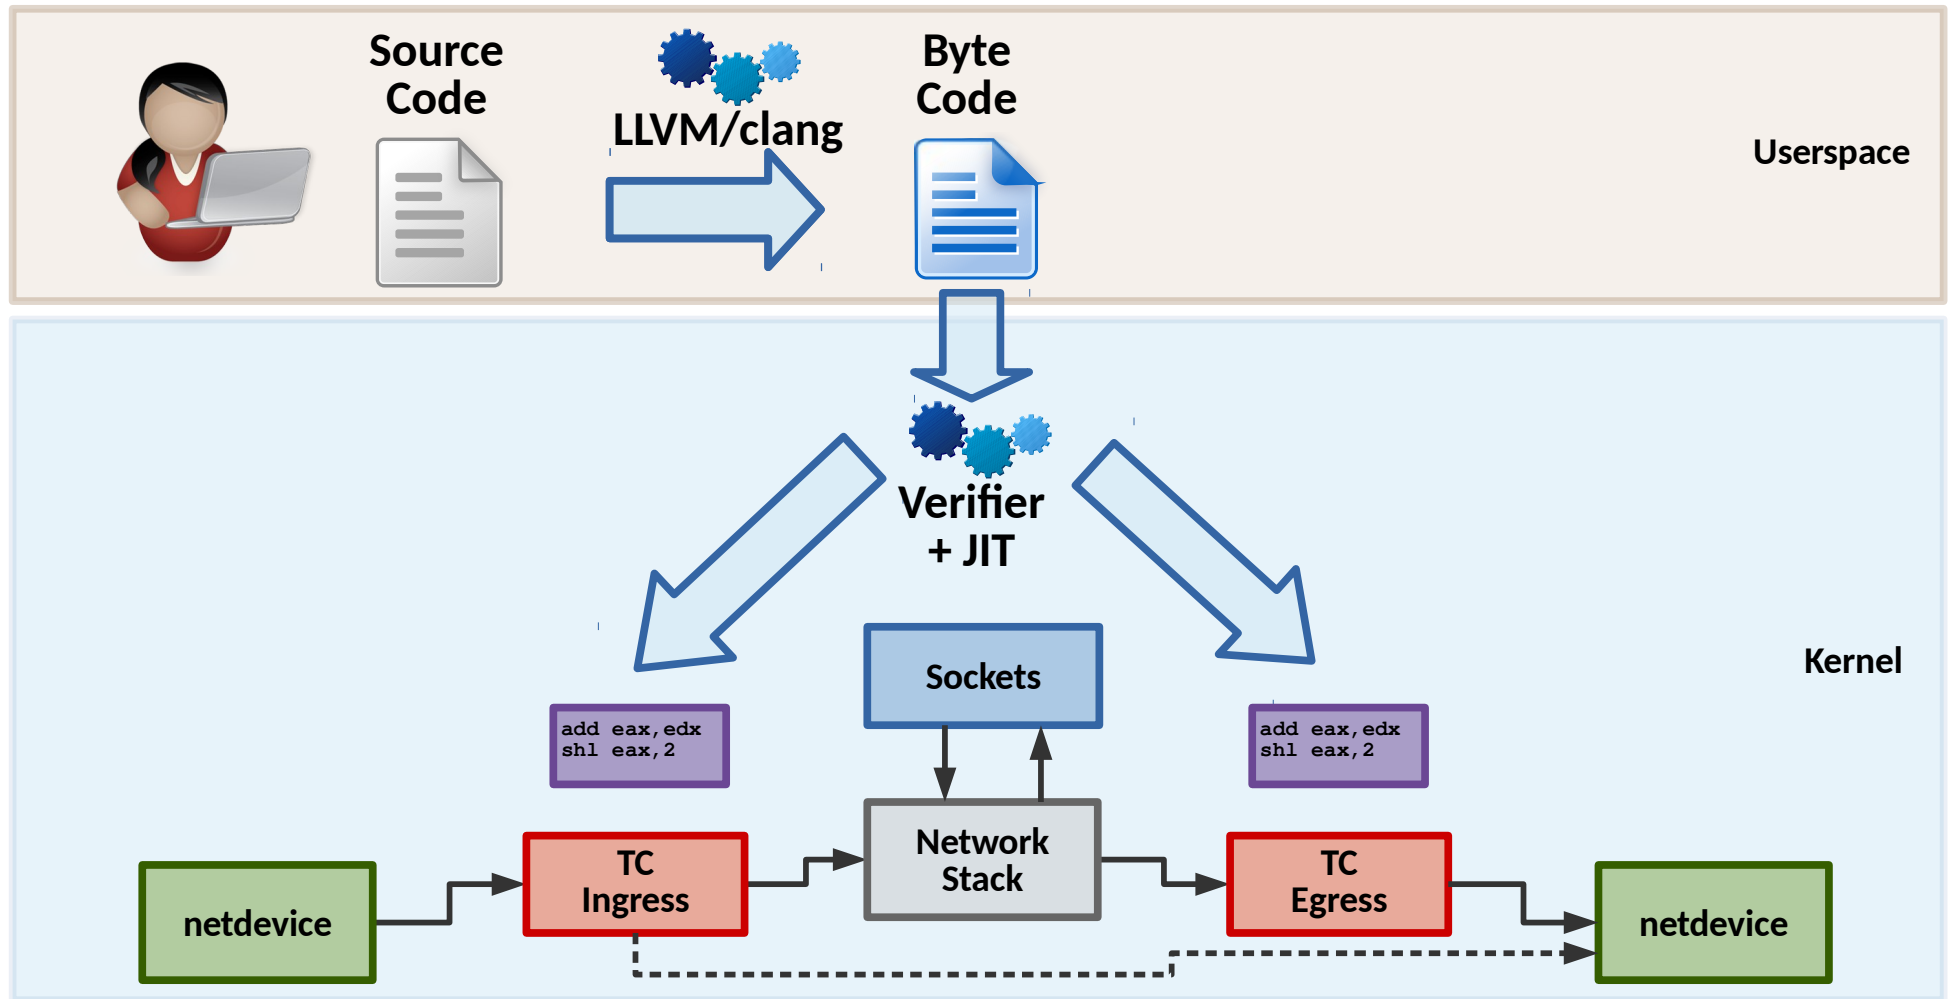 Source
Code
LLVM/clang
Byte
Code
Userspace
Verifier
+ JIT
Kernel
Sockets
add eax,edx
shl eax,2
add eax,edx
shl eax,2
Network
Stack
TC
Ingress
TC
Egress
netdevice
netdevice